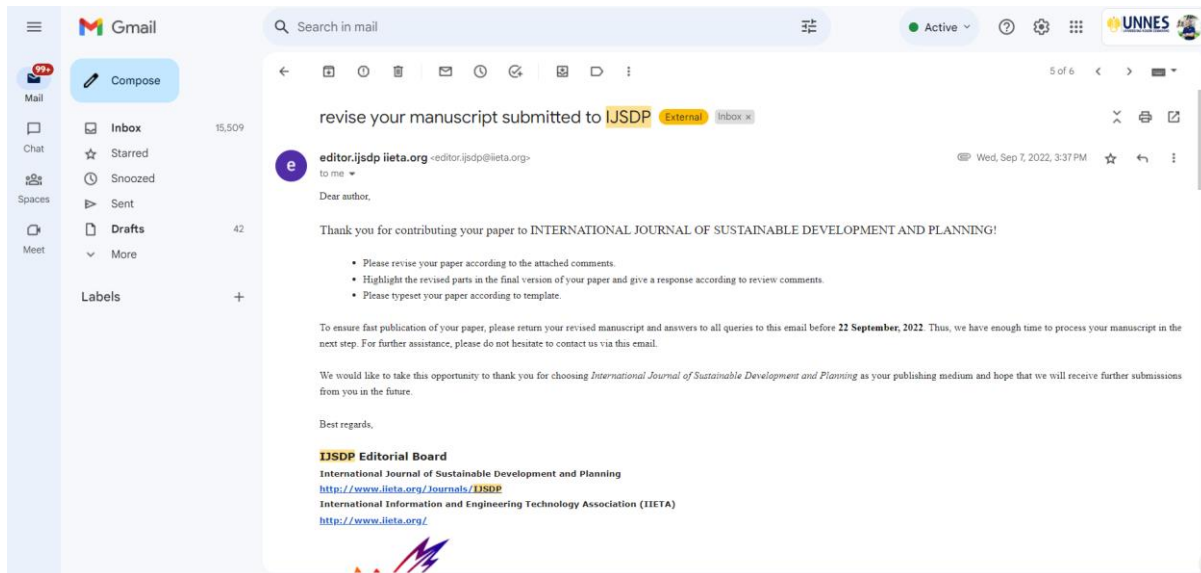 Gmail
Search in mail
Active
UNNES
99+
Mail
Chat
Spaces
Meet
Compose
Inbox 15,509
Starred
Snoozed
Sent
Drafts 42
More
Labels
5 of 6
revise your manuscript submitted to IJSDP External Inbox x
editor.ijsdp iieta.org <editor.ijsdp@iieta.org> Wed, Sep 7, 2022, 3:37 PM
to me
Dear author,
Thank you for contributing your paper to INTERNATIONAL JOURNAL OF SUSTAINABLE DEVELOPMENT AND PLANNING!
• Please revise your paper according to the attached comments.
• Highlight the revised parts in the final version of your paper and give a response according to review comments.
• Please typeset your paper according to template.
To ensure fast publication of your paper, please return your revised manuscript and answers to all queries to this email before 22 September, 2022. Thus, we have enough time to process your manuscript in the
next step. For further assistance, please do not hesitate to contact us via this email.
We would like to take this opportunity to thank you for choosing International Journal of Sustainable Development and Planning as your publishing medium and hope that we will receive further submissions
from you in the future.
Best regards,
IJSDP Editorial Board
International Journal of Sustainable Development and Planning
http://www.iieta.org/Journals/IJSDP
International Information and Engineering Technology Association (IIETA)
http://www.iieta.org/